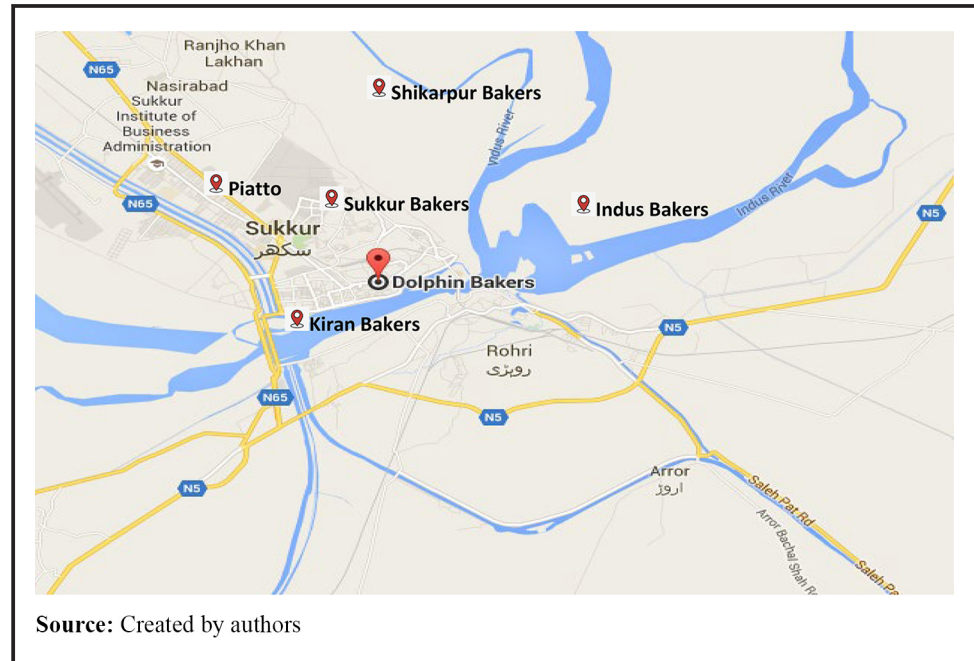 Ranjho Khan
Lakhan
N65
Nasirabad
Shikarpur Bakers
Sukkur
Institute of
Business
Administration
Indus River
Piatto
Sukkur Bakers
N65
Indus Bakers
Indus River
N5
Sukkur
سکھر
Dolphin Bakers
Kiran Bakers
N5
Rohri
روہڑی
N65
N5
Arror
اروڑ
N5
Saleh Pat Rd
Arror Bachal Shah R
Saleh Pa
Source: Created by authors